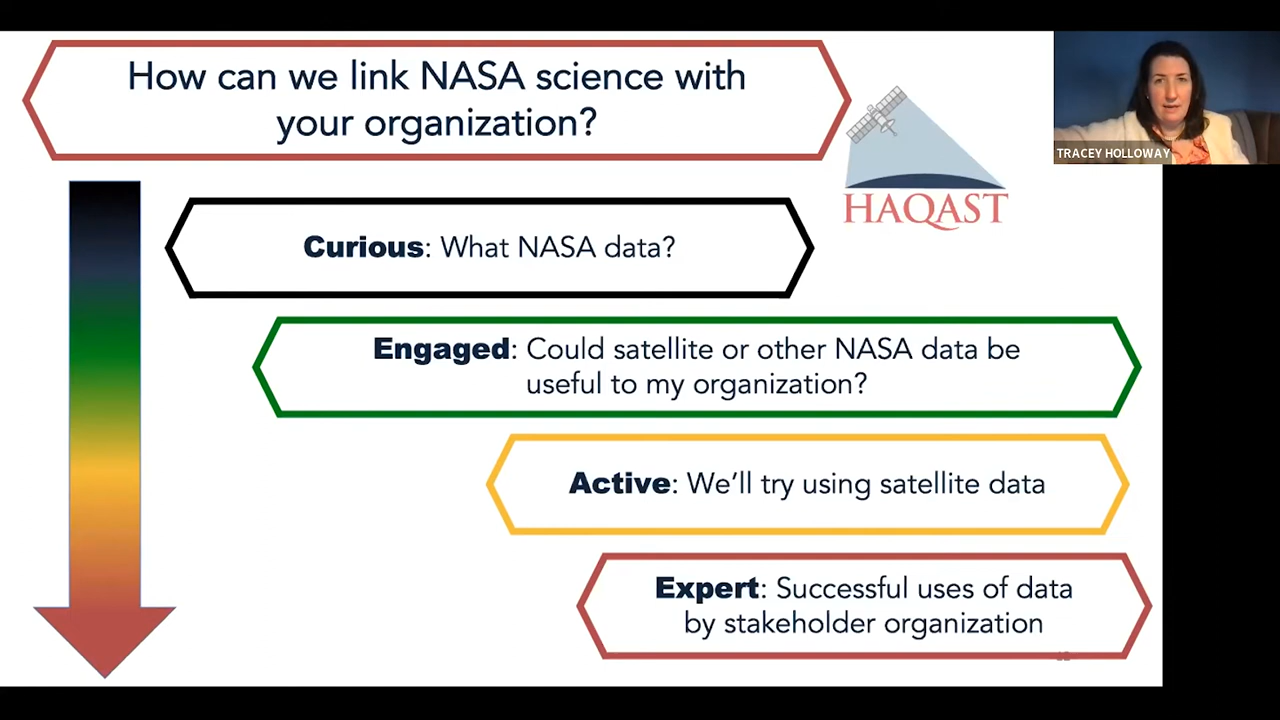 How can we link NASA science with
your organization?
TRACEY HOLLOWAY
HAQAST
Curious: What NASA data?
Engaged: Could satellite or other NASA data be
useful to my organization?
Active: We’ll try using satellite data
Expert: Successful uses of data
by stakeholder organization